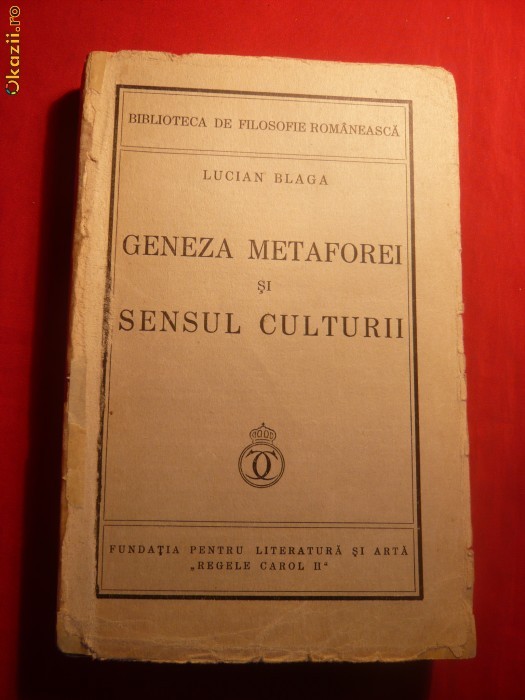 Okazii.ro
BIBLIOTECA DE FILOSOFIE ROMÂNEASCĂ
LUCIAN BLAGA
GENEZA METAFOREI
ŞI
SENSUL CULTURII
FUNDAŢIA PENTRU LITERATURĂ ŞI ARTĂ
„REGELE CAROL II"